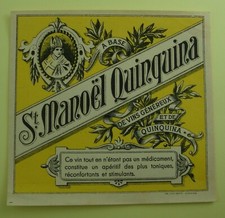 St. Manoël Quinquina
A BASE
DE VINS GÉNÉREUX
ET DE
QUINQUINA
Ce vin tout en n'étant pas un médicament,
constitue un apéritif des plus toniques,
réconfortants et stimulants.